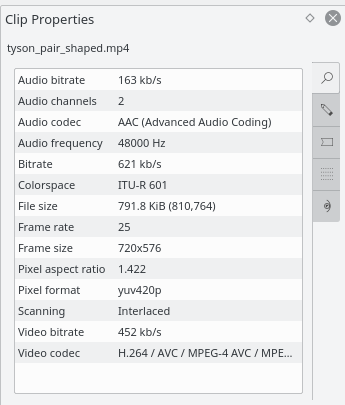 Clip Properties
tyson_pair_shaped.mp4
Audio bitrate 163 kb/s
Audio channels 2
Audio codec AAC (Advanced Audio Coding)
Audio frequency 48000 Hz
Bitrate 621 kb/s
Colorspace ITU-R 601
File size 791.8 KiB (810,764)
Frame rate 25
Frame size 720x576
Pixel aspect ratio 1.422
Pixel format yuv420p
Scanning Interlaced
Video bitrate 452 kb/s
Video codec H.264 / AVC / MPEG-4 AVC / MPE...